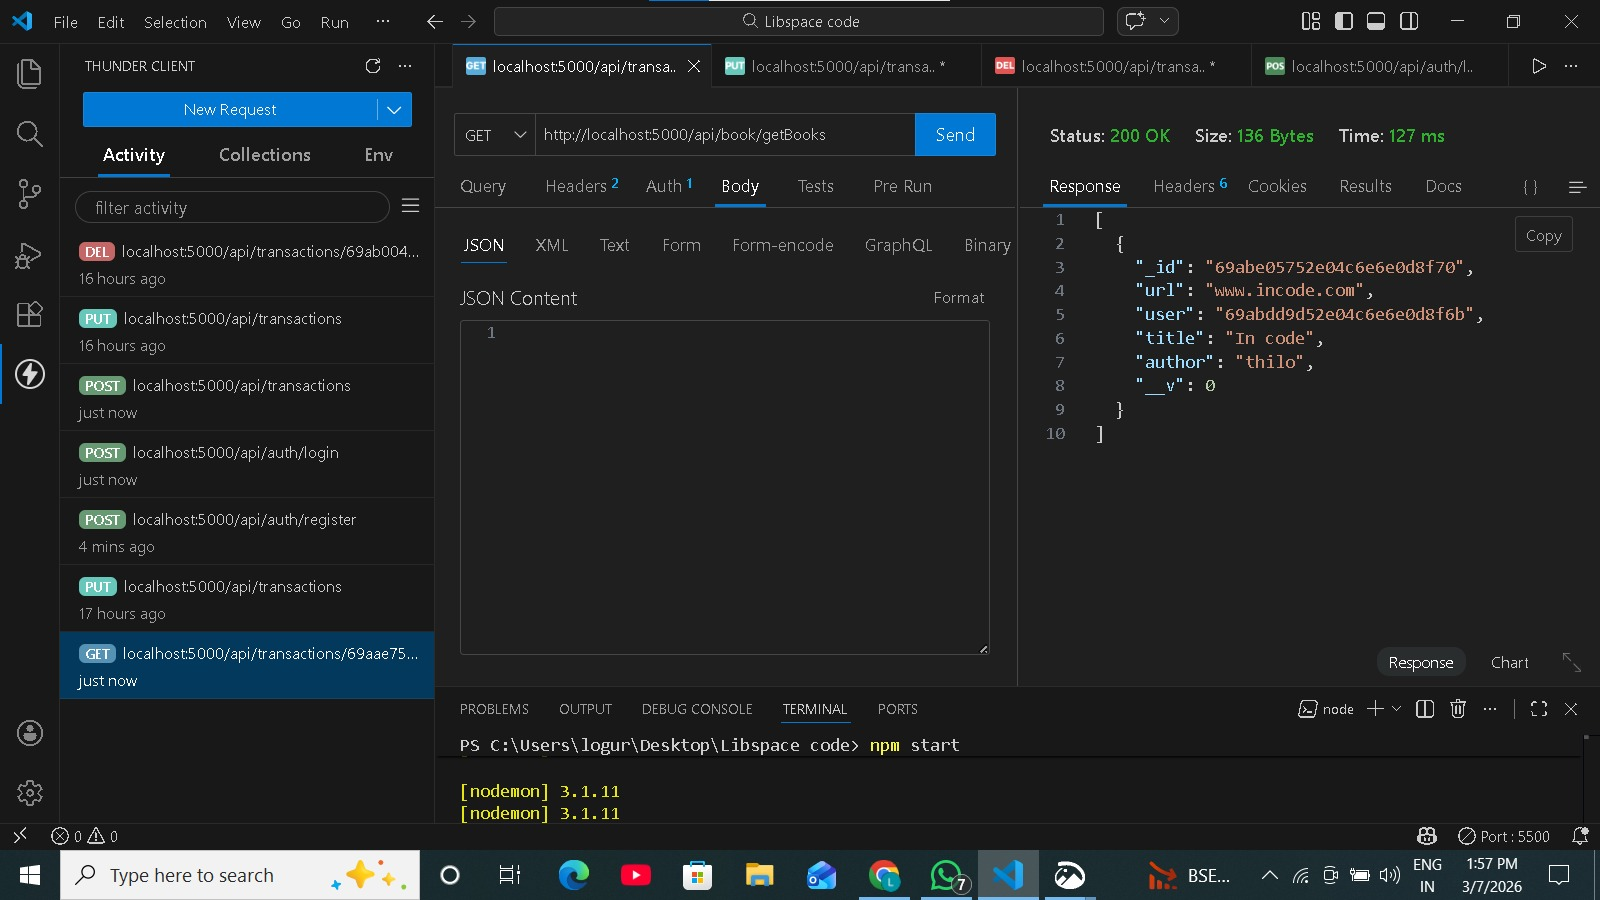 File Edit Selection View Go Run ··· Libspace code
THUNDER CLIENT
New Request
Activity Collections Env
filter activity
DEL localhost:5000/api/transactions/69ab004...
16 hours ago
PUT localhost:5000/api/transactions
16 hours ago
POST localhost:5000/api/transactions
just now
POST localhost:5000/api/auth/login
just now
POST localhost:5000/api/auth/register
4 mins ago
PUT localhost:5000/api/transactions
17 hours ago
GET localhost:5000/api/transactions/69aae75...
just now
GET localhost:5000/api/transa.. PUT localhost:5000/api/transa.. * DEL localhost:5000/api/transa.. * POS localhost:5000/api/auth/l..
GET http://localhost:5000/api/book/getBooks Send
Query Headers 2 Auth 1 Body Tests Pre Run
JSON XML Text Form Form-encode GraphQL Binary
JSON Content Format
1
Status: 200 OK Size: 136 Bytes Time: 127 ms
Response Headers 6 Cookies Results Docs { }
Copy
1 [
2 {
3 "_id": "69abe05752e04c6e6e0d8f70",
4 "url": "www.incode.com",
5 "user": "69abdd9d52e04c6e6e0d8f6b",
6 "title": "In code",
7 "author": "thilo",
8 "__v": 0
9 }
10 ]
Response Chart
PROBLEMS OUTPUT DEBUG CONSOLE TERMINAL PORTS node
PS C:\Users\logur\Desktop\Libspace code> npm start
[nodemon] 3.1.11
[nodemon] 3.1.11
0 0 Port : 5500
Type here to search 7 BSE... ENG IN 1:57 PM 3/7/2026